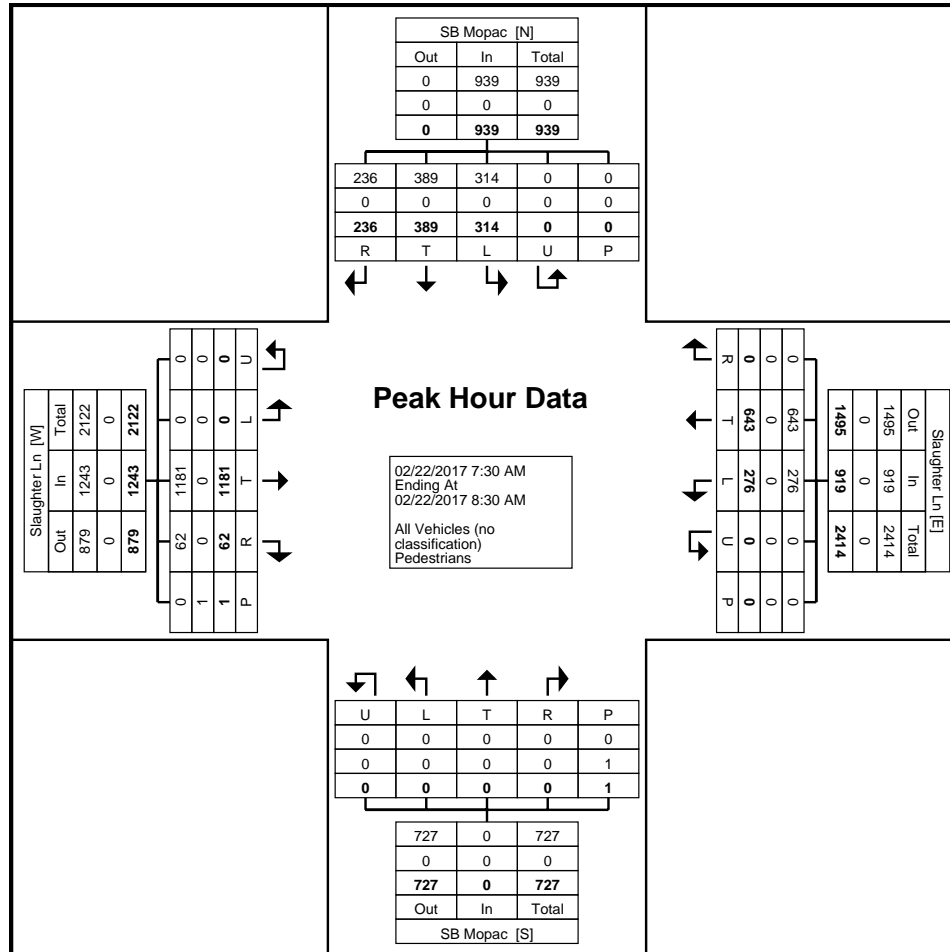 SB Mopac [N]
Out In Total
0 939 939
0 0 0
0 939 939
236 389 314 0 0
0 0 0 0 0
236 389 314 0 0
R T L U P
Slaughter Ln [W]
Total In Out
2122 1243 879
0 0 0
2122 1243 879
0 0 1181 62 0
0 0 0 0 1
0 0 1181 62 1
U L T R P
Peak Hour Data
02/22/2017 7:30 AM
Ending At
02/22/2017 8:30 AM
All Vehicles (no
classification)
Pedestrians
R T L U P
0 643 276 0 0
0 0 0 0 0
0 643 276 0 0
1495 919 2414
0 0 0
1495 919 2414
Out In Total
Slaughter Ln [E]
U L T R P
0 0 0 0 0
0 0 0 0 1
0 0 0 0 1
727 0 727
0 0 0
727 0 727
Out In Total
SB Mopac [S]